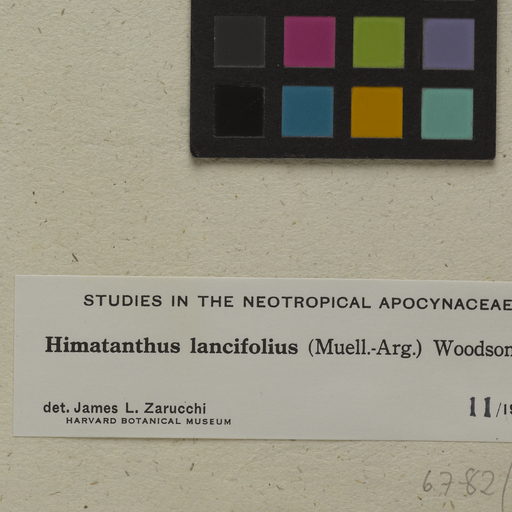 STUDIES IN THE NEOTROPICAL APOCYNACEAE
Himatanthus lancifolius (Muell.-Arg.) Woodson
det. James L. Zarucchi
HARVARD BOTANICAL MUSEUM
11/19
6782